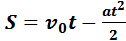 S = v₀t − at²/2